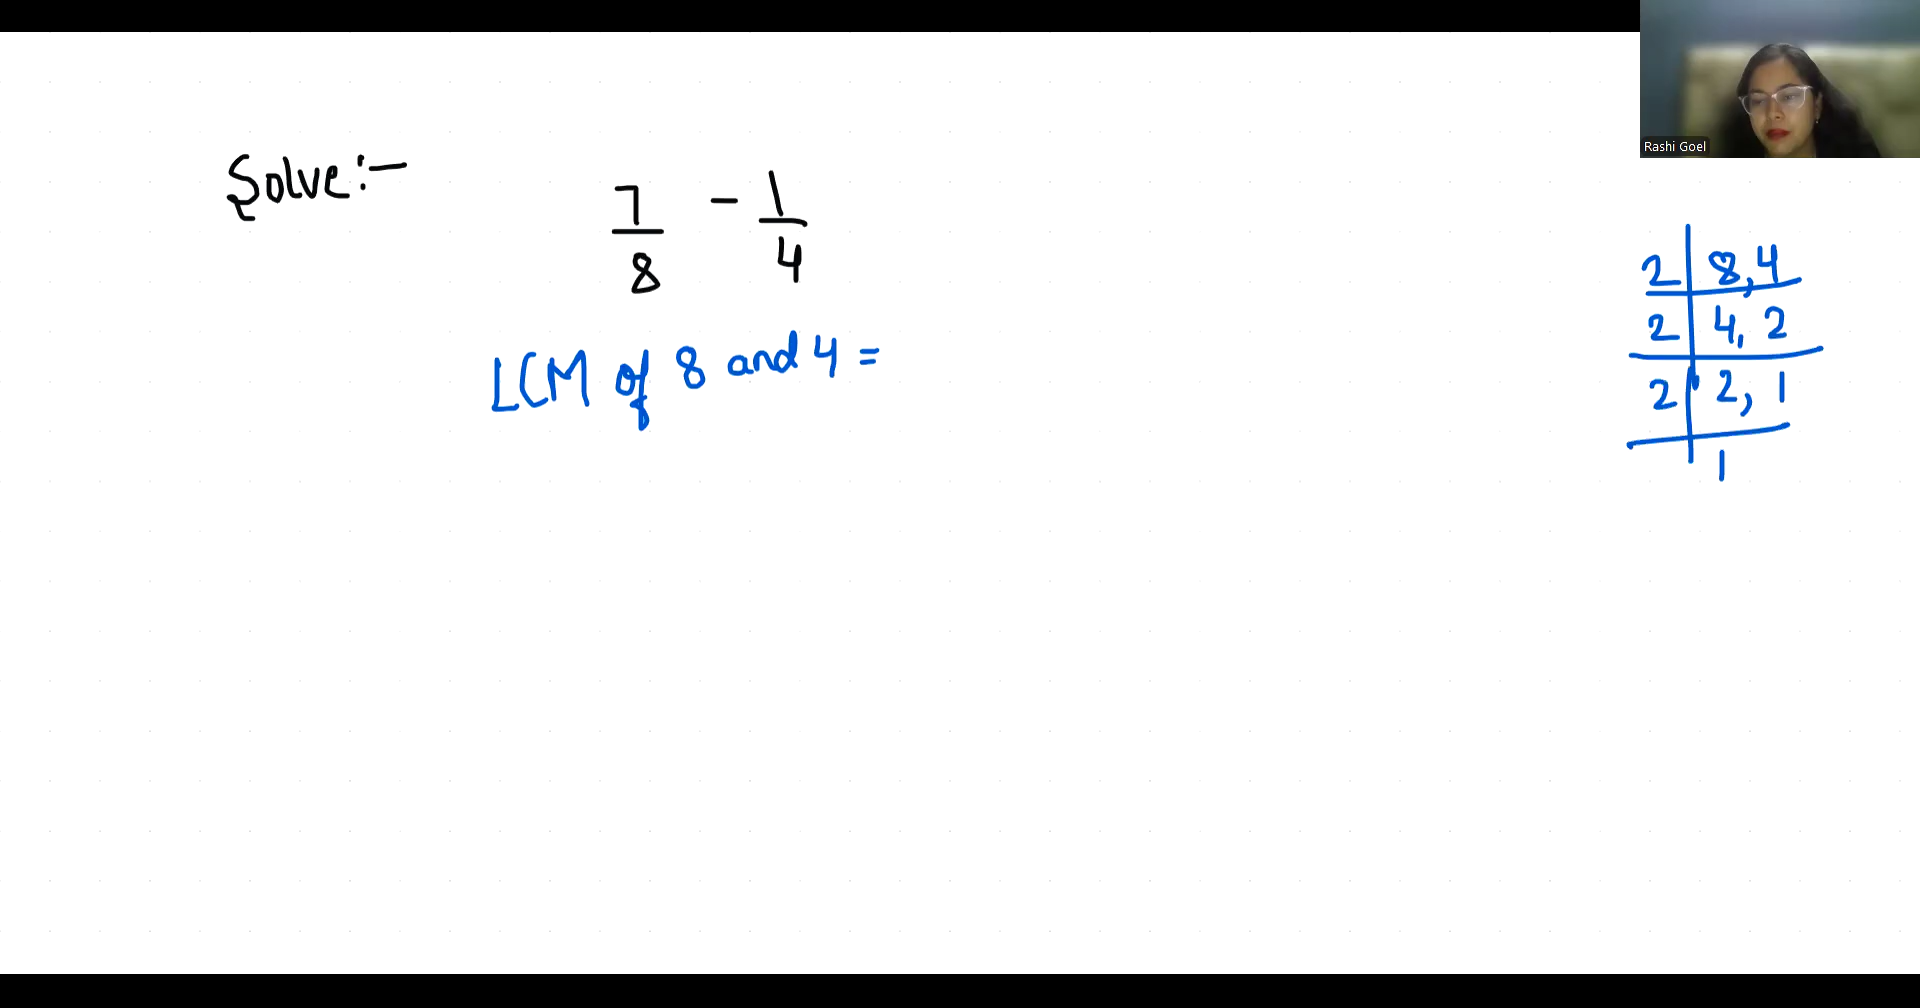 Rashi Goel
Solve:-
7/8 - 1/4
LCM of 8 and 4 =
2 | 8, 4
2 | 4, 2
2 | 2, 1
1